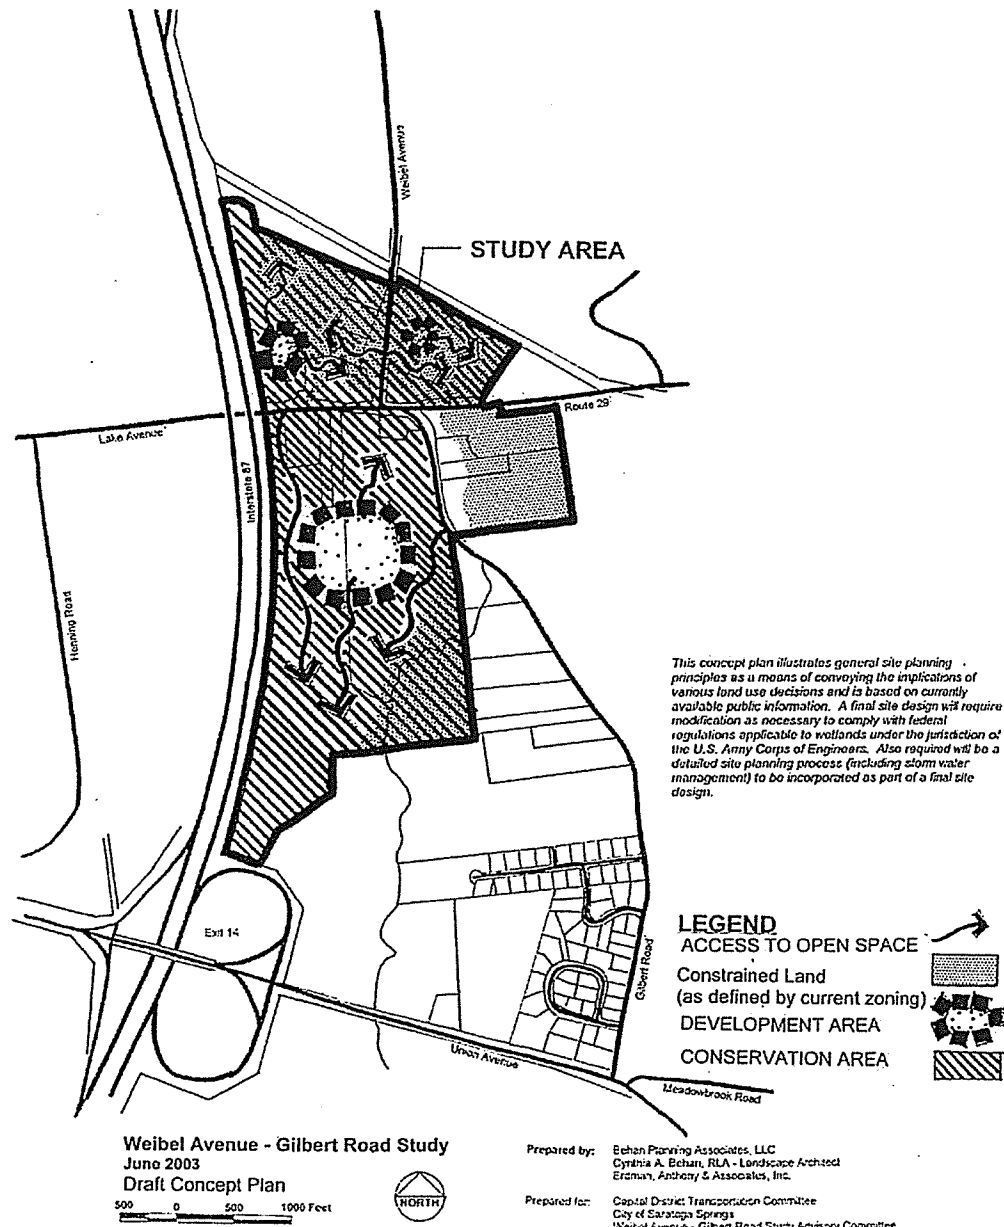 Weibel Avenue
STUDY AREA
Route 29
Lake Avenue
Interstate 87
Henning Road
This concept plan illustrates general site planning
principles as a means of conveying the implications of
various land use decisions and is based on currently
available public information. A final site design will require
modification as necessary to comply with federal
regulations applicable to wetlands under the jurisdiction of
the U.S. Army Corps of Engineers. Also required will be a
detailed site planning process (including storm water
management) to be incorporated as part of a final site
design.
Exit 14
Gilbert Road
LEGEND
ACCESS TO OPEN SPACE
Constrained Land
(as defined by current zoning)
DEVELOPMENT AREA
CONSERVATION AREA
Union Avenue
Meadowbrook Road
Weibel Avenue - Gilbert Road Study
June 2003
Draft Concept Plan
500 0 500 1000 Feet
NORTH
Prepared by: Behan Planning Associates, LLC
Cynthia A. Behan, RLA - Landscape Architect
Erdman, Anthony & Associates, Inc.
Prepared for: Capital District Transportation Committee
City of Saratoga Springs
Weibel Avenue - Gilbert Road Study Advisory Committee